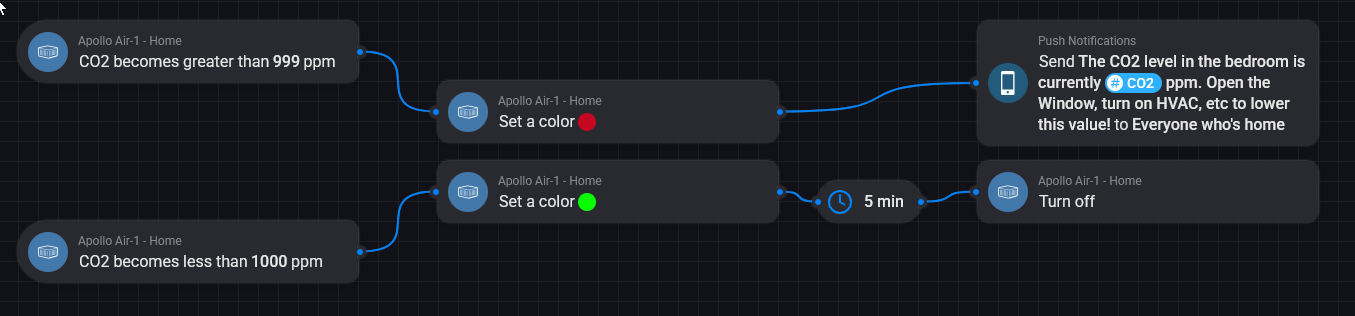 Apollo Air-1 - Home
CO2 becomes greater than 999 ppm
Apollo Air-1 - Home
Set a color
Push Notifications
Send The CO2 level in the bedroom is
currently # CO2 ppm. Open the
Window, turn on HVAC, etc to lower
this value! to Everyone who's home
Apollo Air-1 - Home
CO2 becomes less than 1000 ppm
Apollo Air-1 - Home
Set a color
5 min
Apollo Air-1 - Home
Turn off